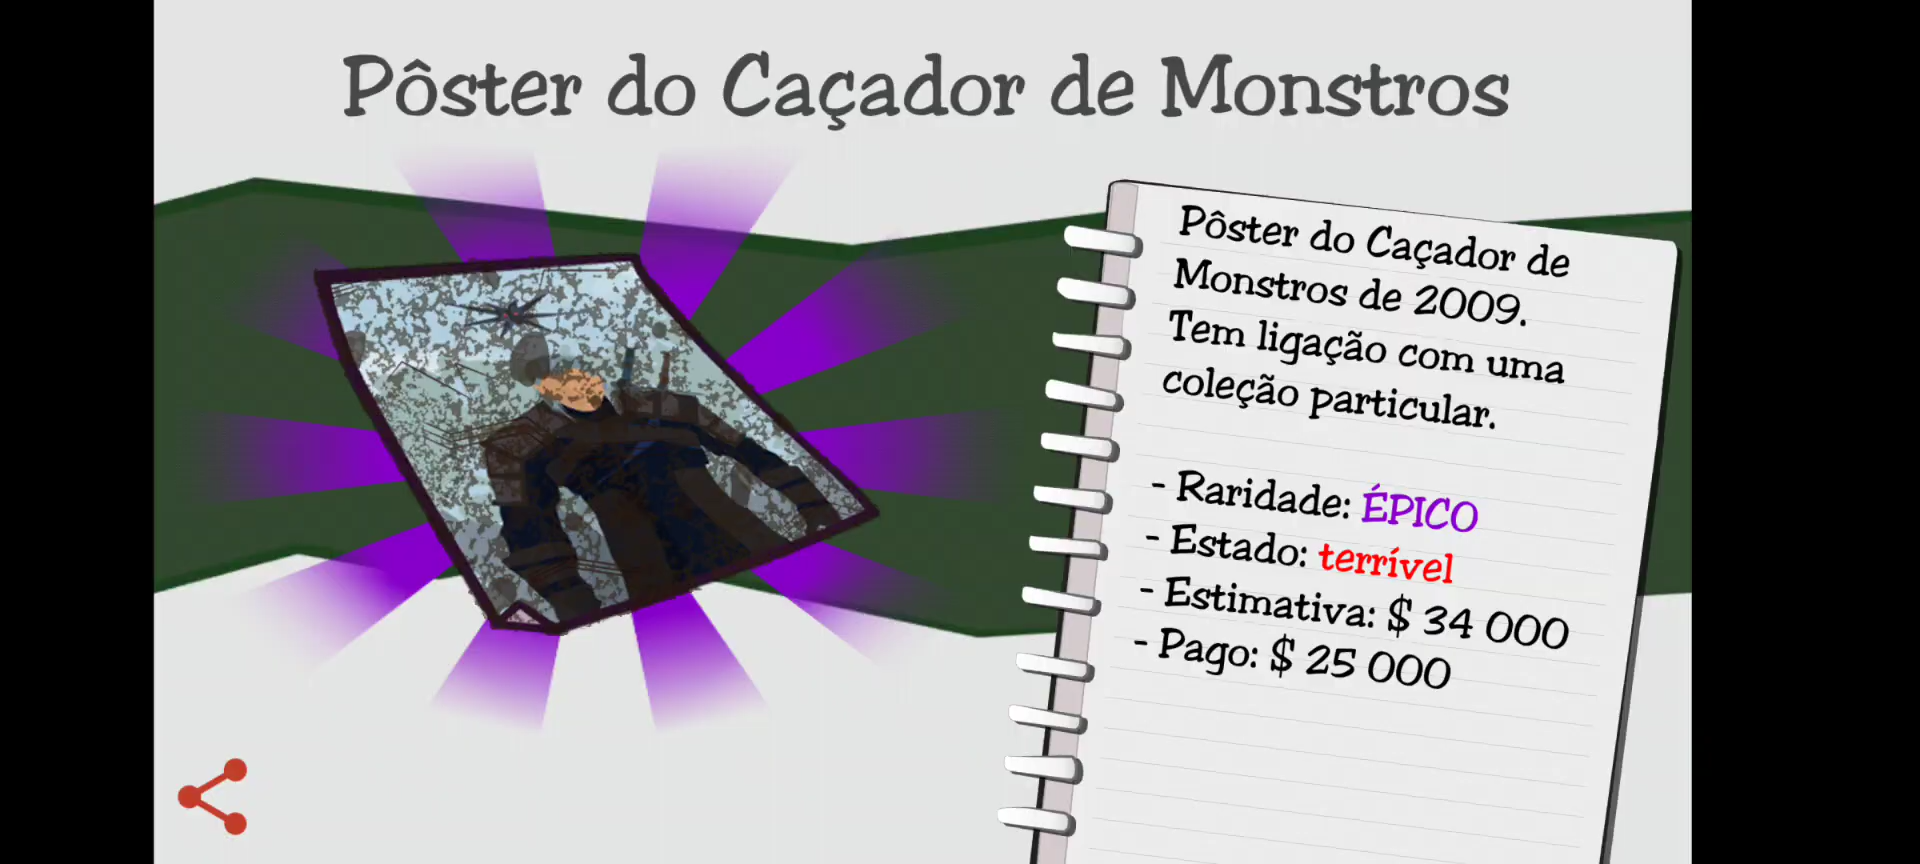 Pôster do Caçador de Monstros
Pôster do Caçador de
Monstros de 2009.
Tem ligação com uma
coleção particular.
- Raridade: ÉPICO
- Estado: terrível
- Estimativa: $ 34 000
- Pago: $ 25 000